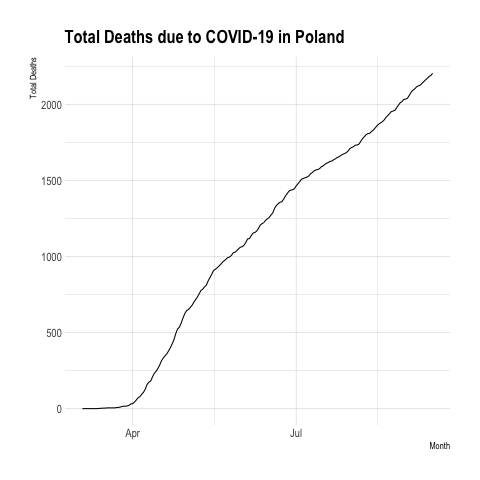 Total Deaths due to COVID-19 in Poland
Total Deaths
2000
1500
1000
500
0
Apr
Jul
Month